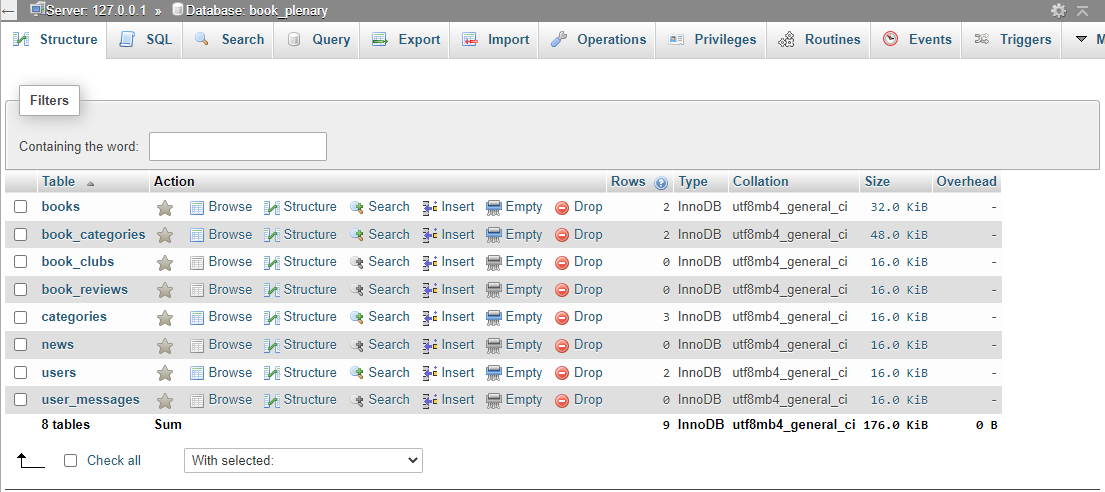 Server: 127.0.0.1 » Database: book_plenary
Structure SQL Search Query Export Import Operations Privileges Routines Events Triggers M
Filters
Containing the word:
Table Action Rows Type Collation Size Overhead
books Browse Structure Search Insert Empty Drop 2 InnoDB utf8mb4_general_ci 32.0 KiB -
book_categories Browse Structure Search Insert Empty Drop 2 InnoDB utf8mb4_general_ci 48.0 KiB -
book_clubs Browse Structure Search Insert Empty Drop 0 InnoDB utf8mb4_general_ci 16.0 KiB -
book_reviews Browse Structure Search Insert Empty Drop 0 InnoDB utf8mb4_general_ci 16.0 KiB -
categories Browse Structure Search Insert Empty Drop 3 InnoDB utf8mb4_general_ci 16.0 KiB -
news Browse Structure Search Insert Empty Drop 0 InnoDB utf8mb4_general_ci 16.0 KiB -
users Browse Structure Search Insert Empty Drop 2 InnoDB utf8mb4_general_ci 16.0 KiB -
user_messages Browse Structure Search Insert Empty Drop 0 InnoDB utf8mb4_general_ci 16.0 KiB -
8 tables Sum 9 InnoDB utf8mb4_general_ci 176.0 KiB 0 B
Check all With selected: